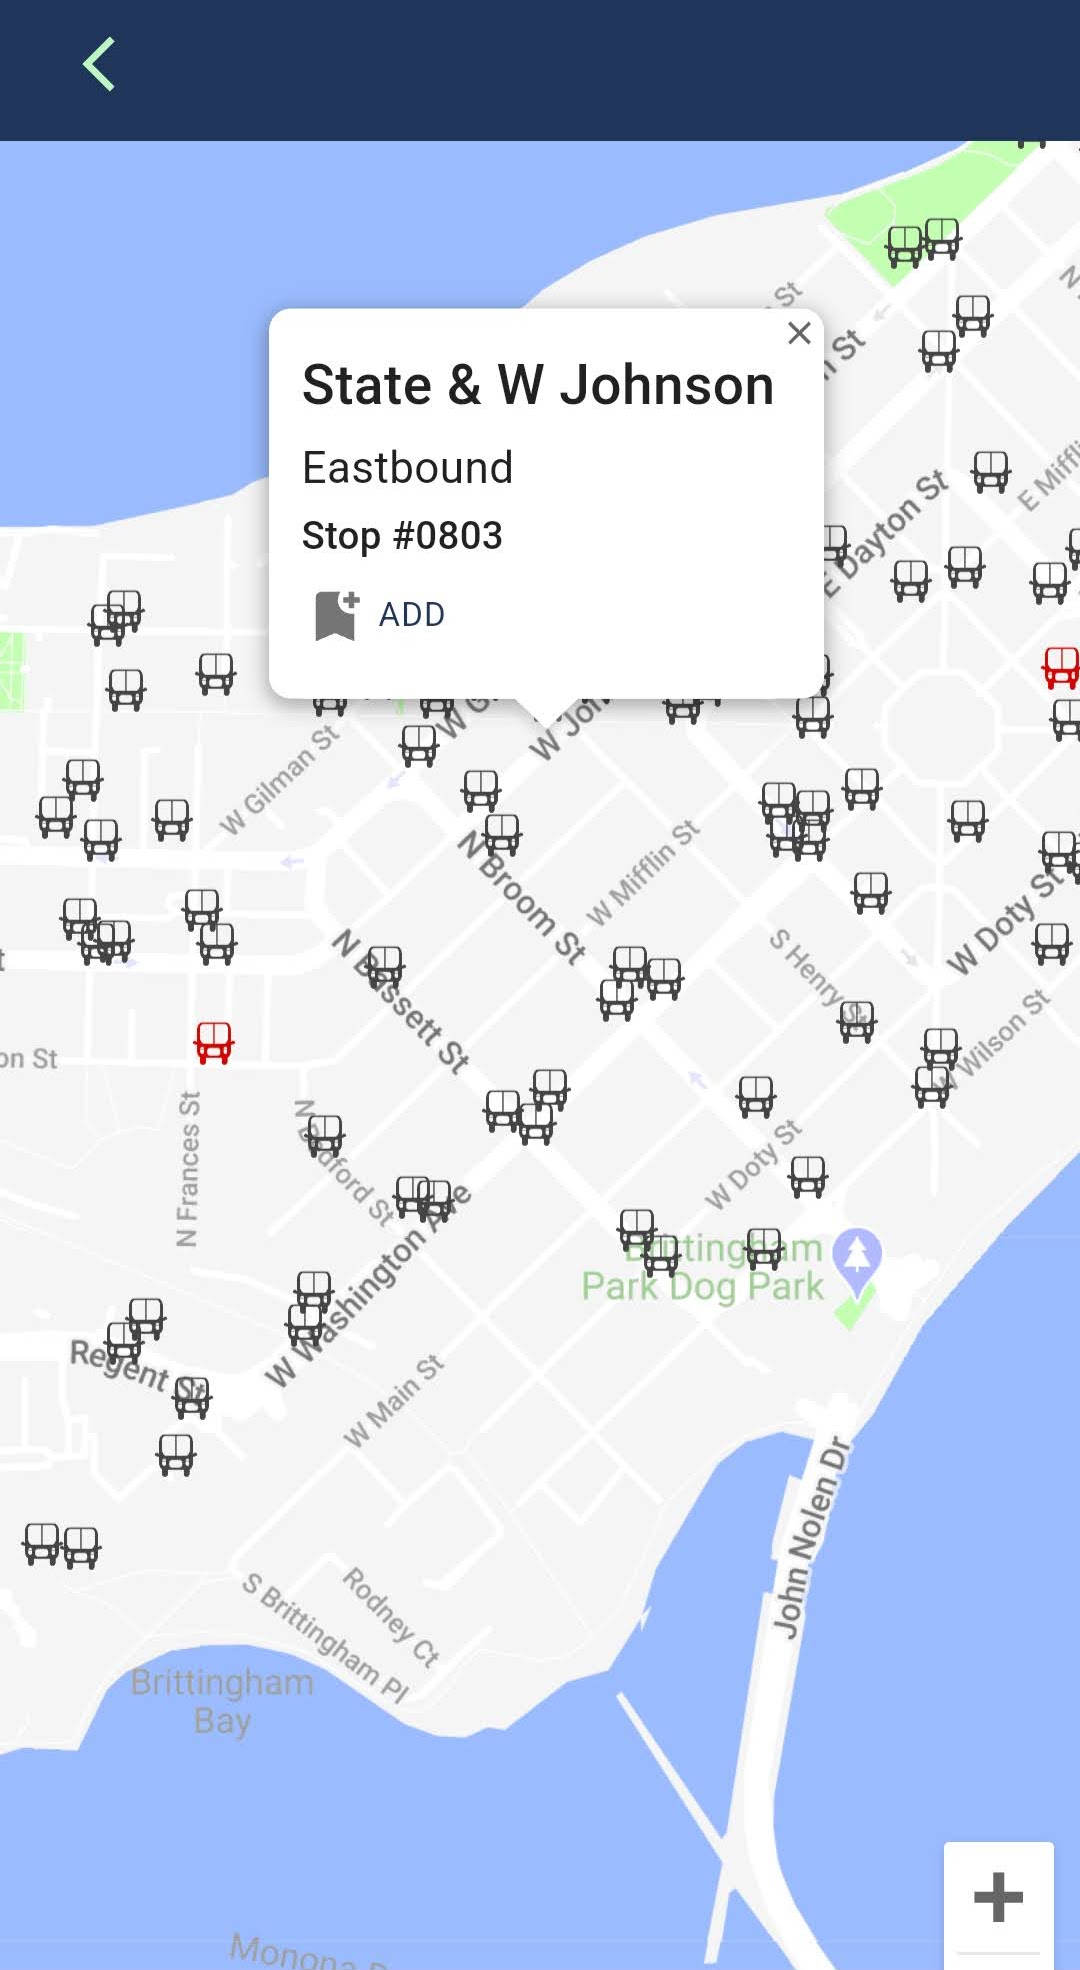 State & W Johnson
Eastbound
Stop #0803
ADD
St
St
E Dayton St
W Gilman St
N Broom St
W Mifflin St
N Bassett St
S Henry St
W Doty St
W Wilson St
on St
N Frances St
N Bedford St
W Washington Ave
W Doty St
Brittingham
Park Dog Park
Regent St
W Main St
John Nolen Dr
Rodney Ct
S Brittingham Pl
Brittingham
Bay
Monona